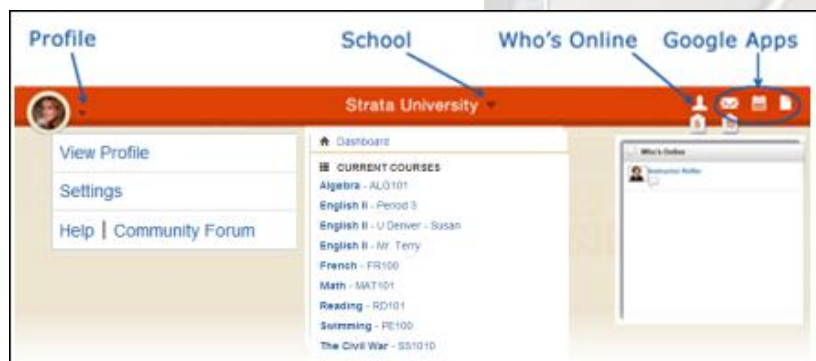 Profile
School
Who's Online
Google Apps
Strata University
View Profile
Settings
Help | Community Forum
Dashboard
CURRENT COURSES
Algebra - ALG101
English II - Period 3
English II - U Denver - Susan
English II - Mr. Terry
French - FR100
Math - MAT101
Reading - RD101
Swimming - PE100
The Civil War - SS1010
Who's Online